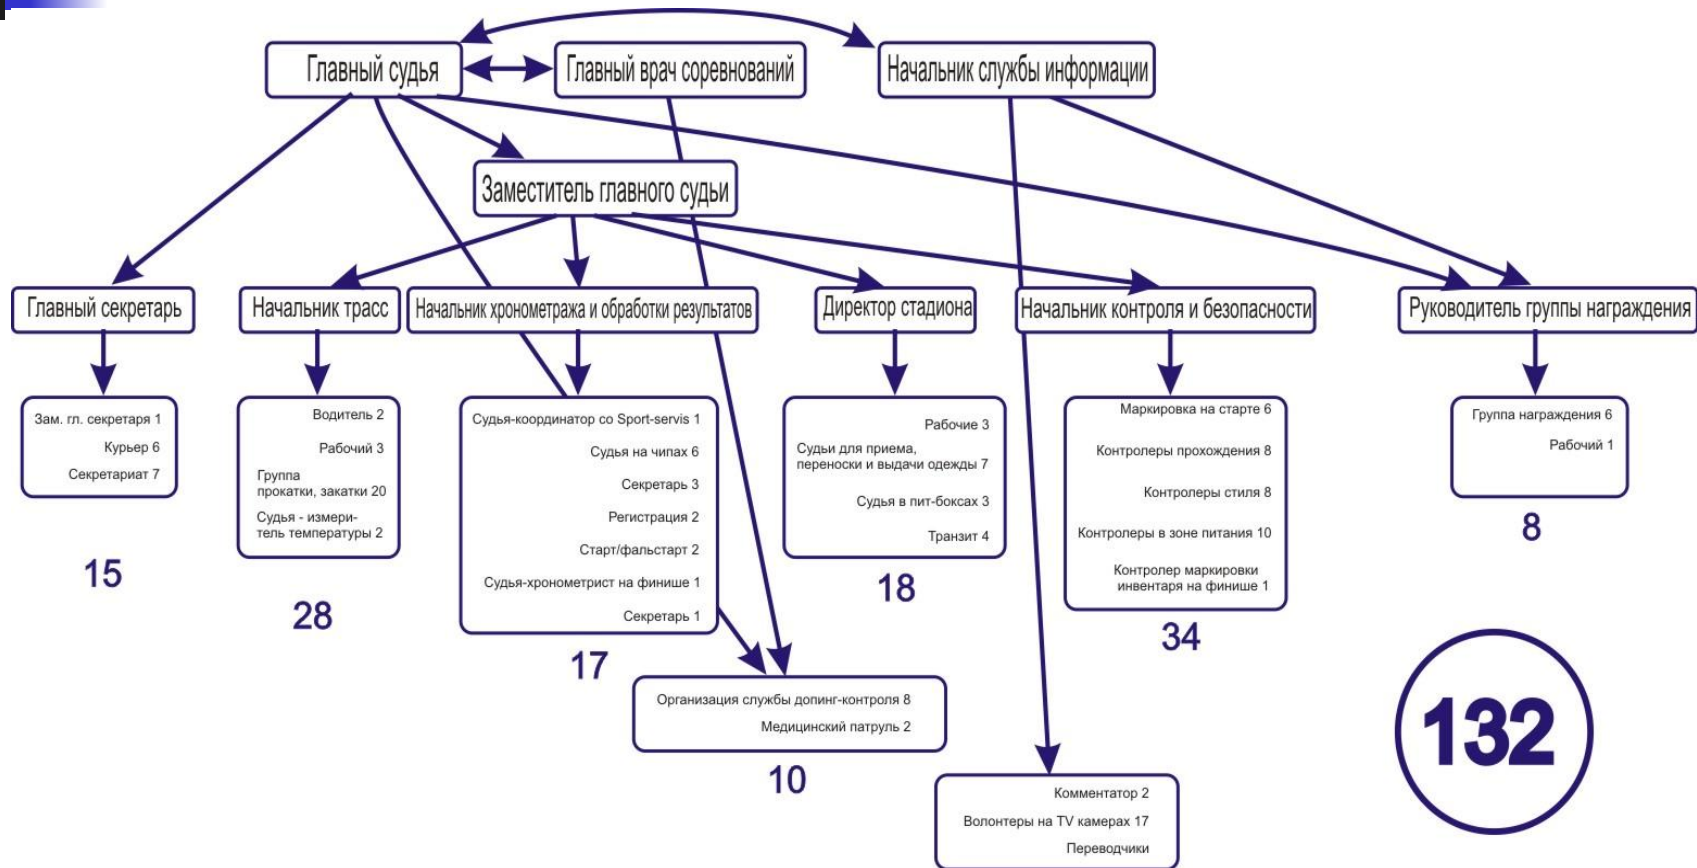 Главный судья
Главный врач соревнований
Начальник службы информации
Заместитель главного судьи
Главный секретарь
Начальник трасс
Начальник хронометража и обработки результатов
Директор стадиона
Начальник контроля и безопасности
Руководитель группы награждения
Зам. гл. секретаря 1
Курьер 6
Секретариат 7
15
Водитель 2
Рабочий 3
Группа
прокатки, закатки 20
Судья - измери-
тель температуры 2
28
Судья-координатор со Sport-servis 1
Судья на чипах 6
Секретарь 3
Регистрация 2
Старт/фальстарт 2
Судья-хронометрист на финише 1
Секретарь 1
17
Рабочие 3
Судьи для приема,
переноски и выдачи одежды 7
Судья в пит-боксах 3
Транзит 4
18
Маркировка на старте 6
Контролеры прохождения 8
Контролеры стиля 8
Контролеры в зоне питания 10
Контролер маркировки
инвентаря на финише 1
34
Группа награждения 6
Рабочий 1
8
Организация службы допинг-контроля 8
Медицинский патруль 2
10
Комментатор 2
Волонтеры на TV камерах 17
Переводчики
132